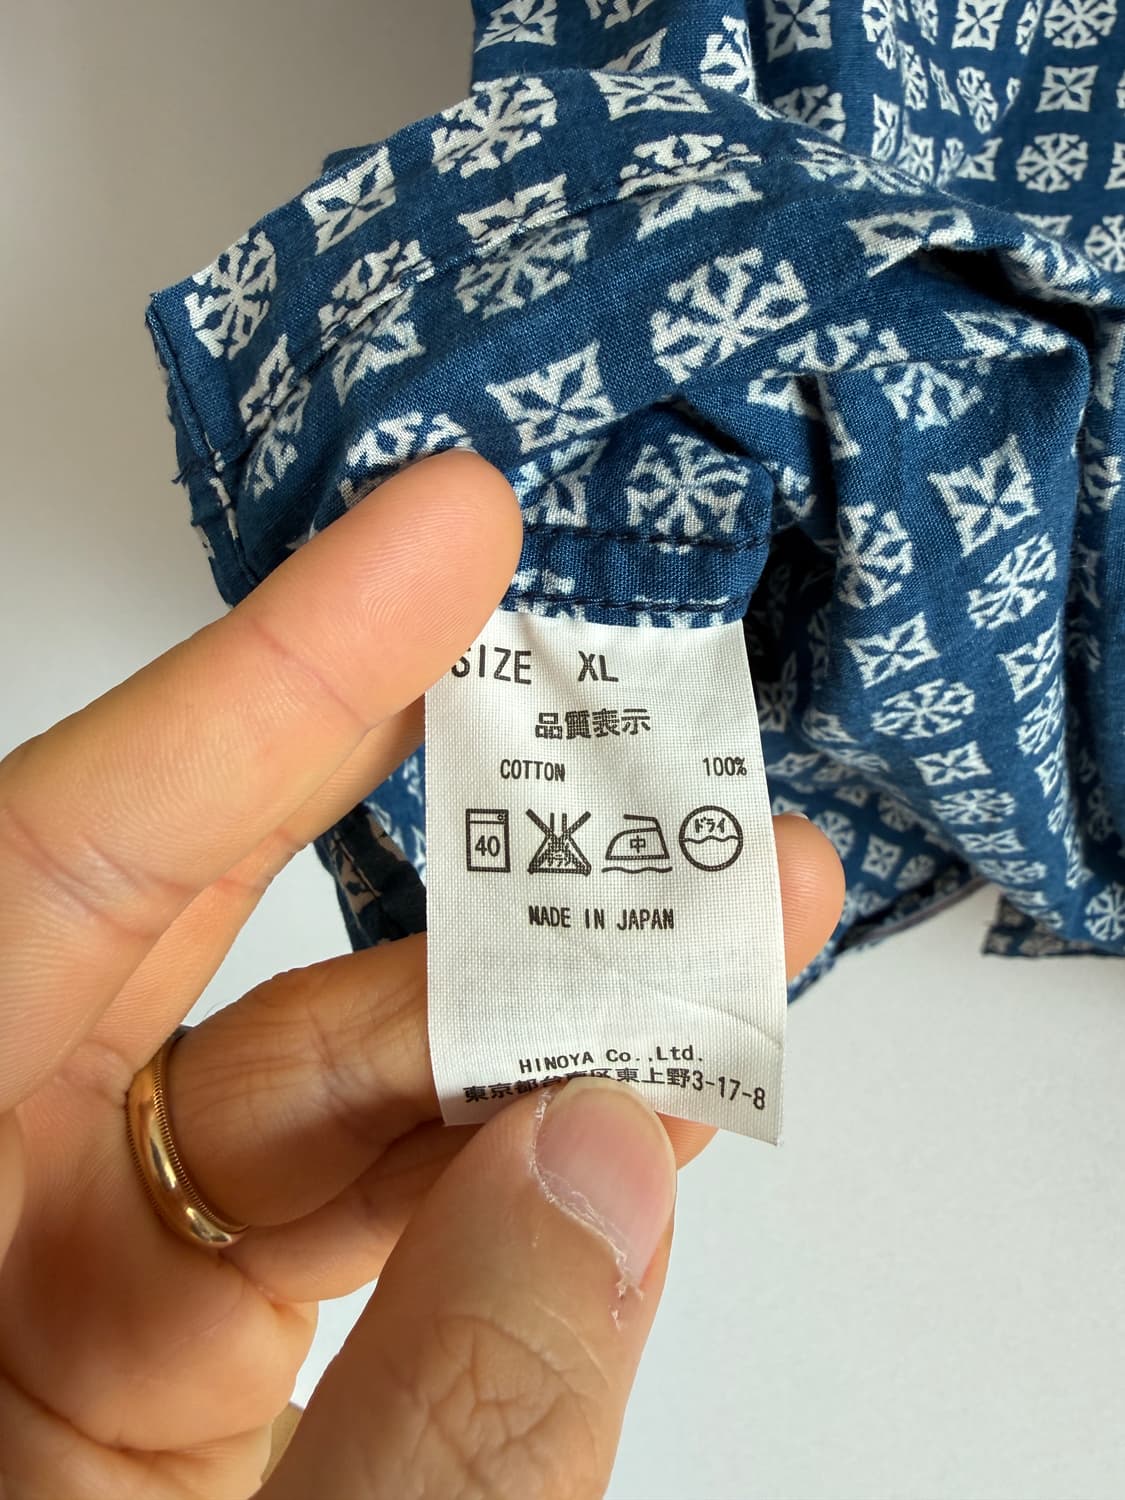 SIZE XL
品質表示
COTTON 100%
40 中 ドライ
MADE IN JAPAN
HINOYA Co.,Ltd.
東京都台東区東上野3-17-8